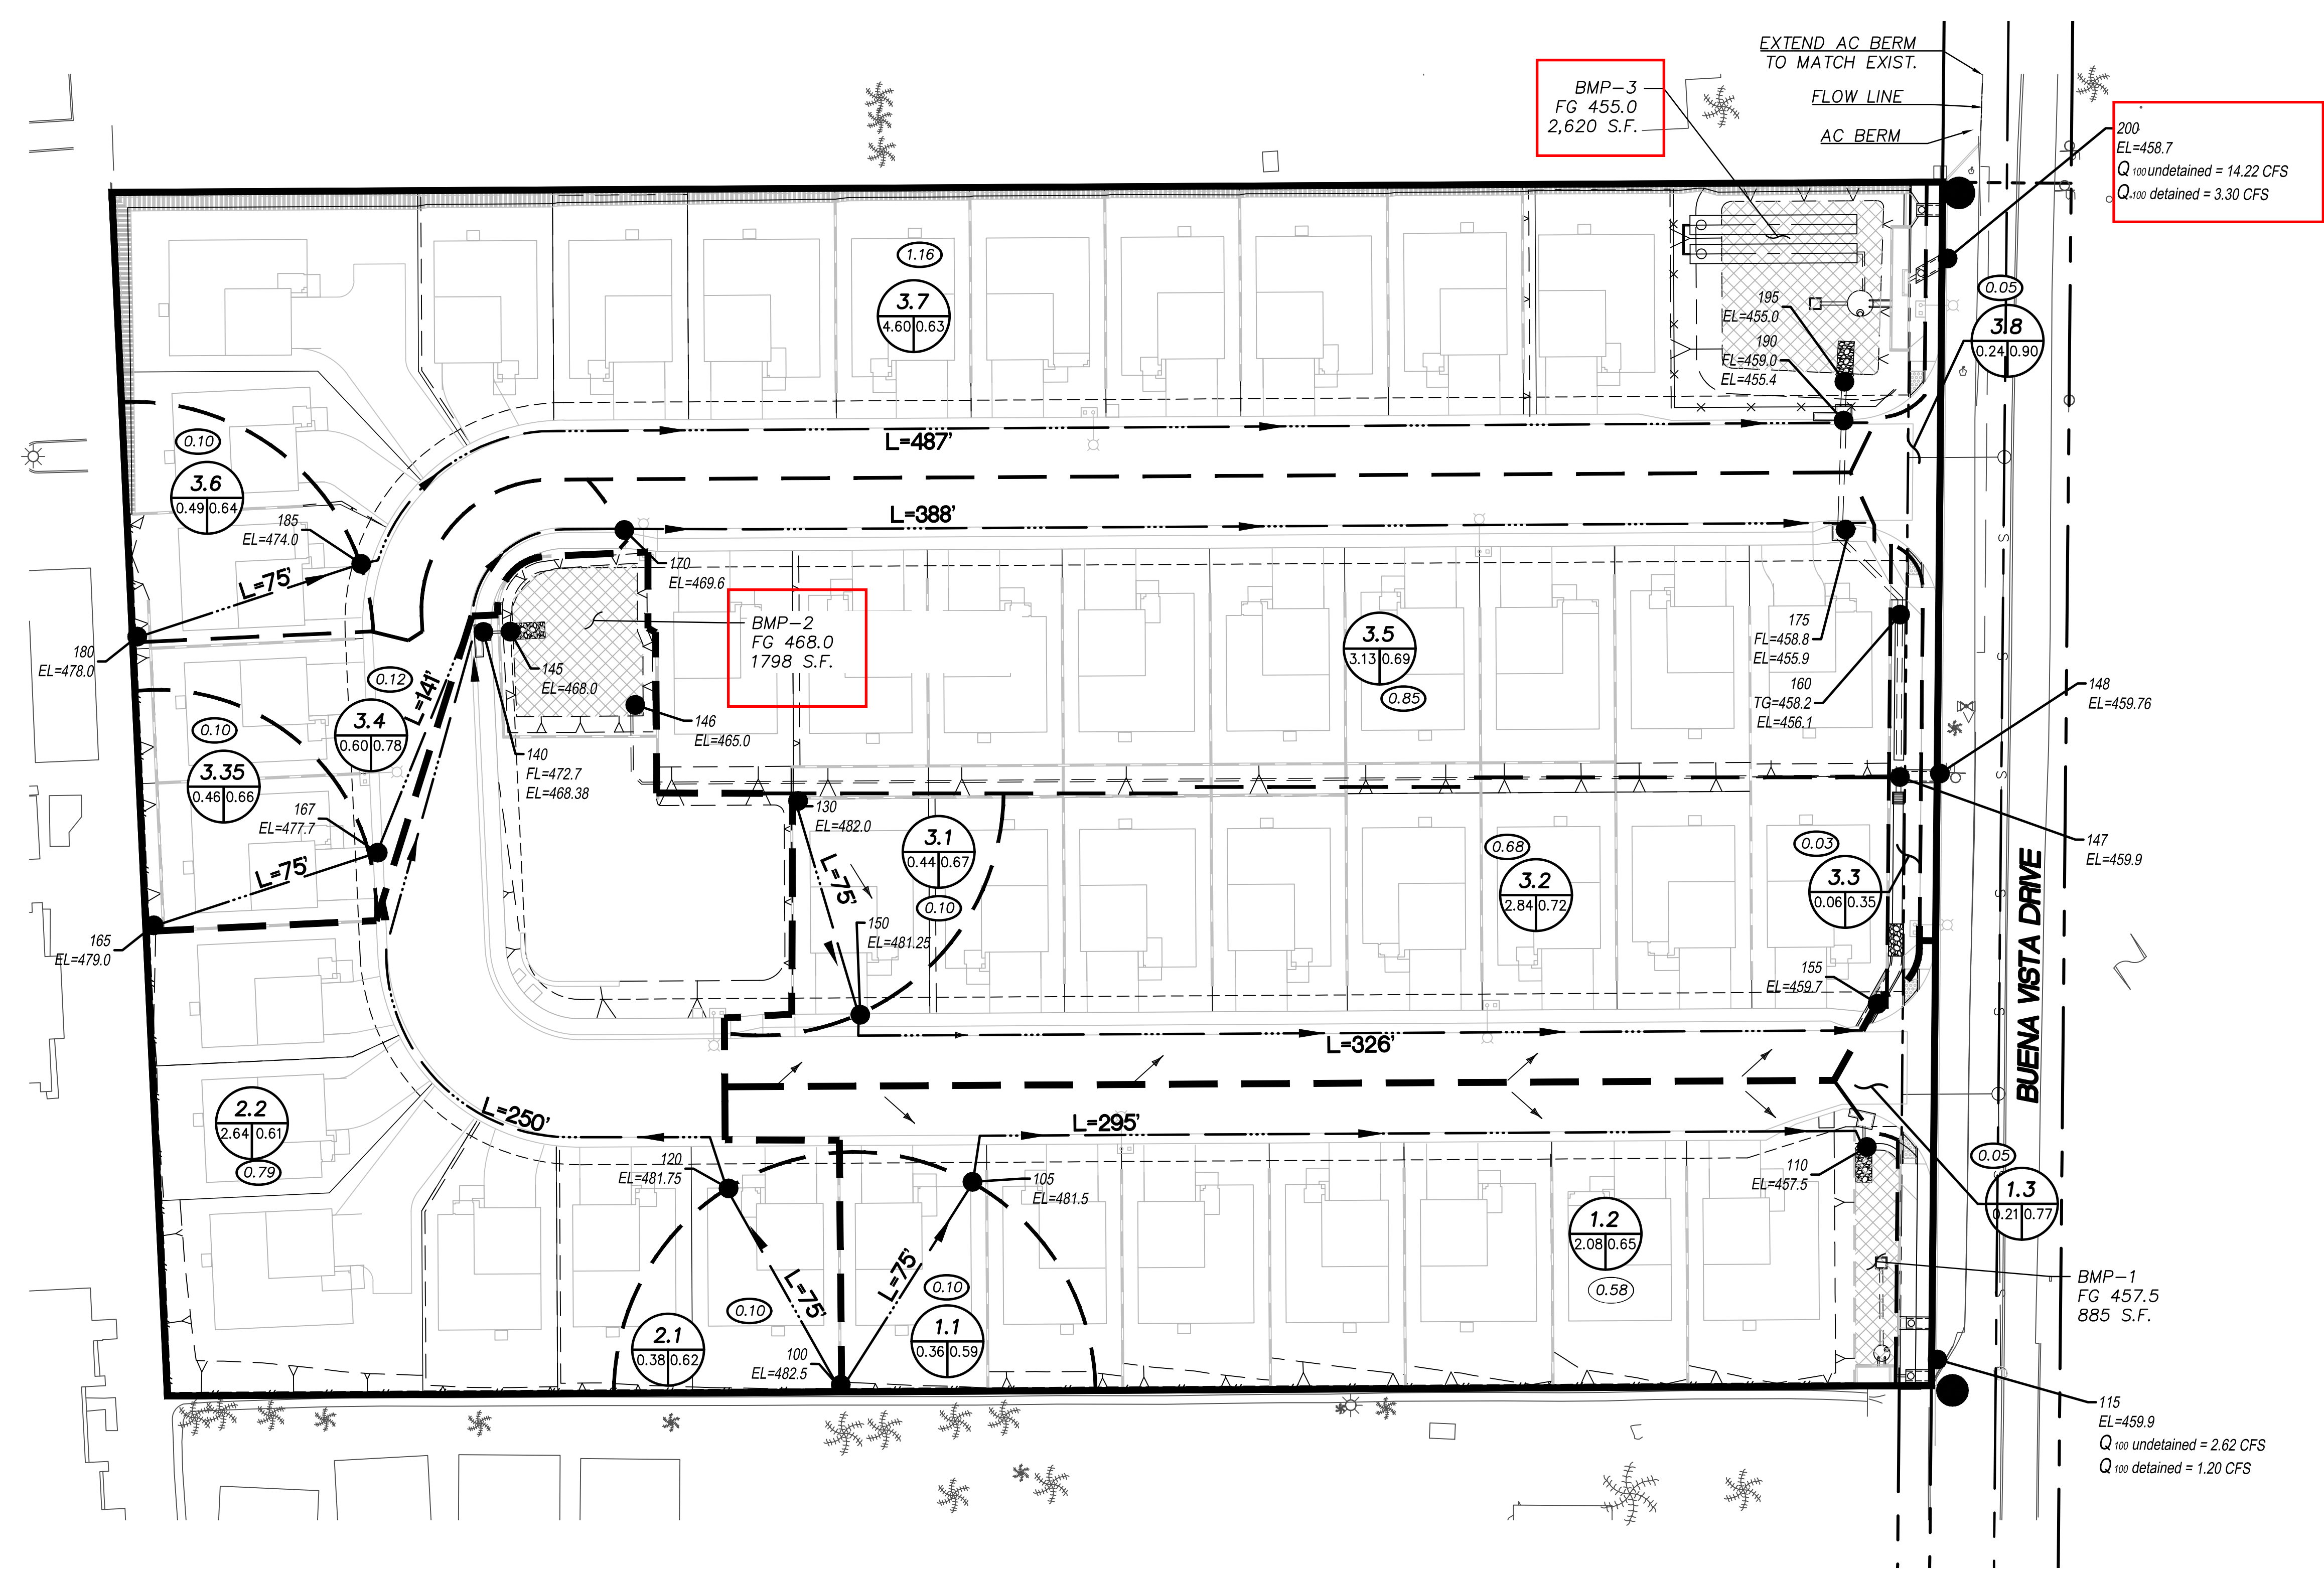 EXTEND AC BERM
TO MATCH EXIST.
FLOW LINE
AC BERM
BMP-3
FG 455.0
2,620 S.F.
200
EL=458.7
Q100 undetained = 14.22 CFS
Q100 detained = 3.30 CFS
1.16
3.7
4.60 0.63
195
EL=455.0
190
FL=459.0
EL=455.4
0.05
3.8
0.24 0.90
L=487'
0.10
3.6
0.49 0.64
185
EL=474.0
L=75'
180
EL=478.0
L=388'
170
EL=469.6
BMP-2
FG 468.0
1798 S.F.
145
EL=468.0
146
EL=465.0
140
FL=472.7
EL=468.38
3.5
3.13 0.69
0.85
175
FL=458.8
EL=455.9
160
TG=458.2
EL=456.1
148
EL=459.76
147
EL=459.9
0.12
3.4
0.60 0.78
L=141'
0.10
3.35
0.46 0.66
167
EL=477.7
L=75'
165
EL=479.0
130
EL=482.0
L=75'
3.1
0.44 0.67
0.10
150
EL=481.25
0.68
3.2
2.84 0.72
0.03
3.3
0.06 0.35
155
EL=459.7
BUENA VISTA DRIVE
S
S
S
S
S
S
L=326'
L=250'
L=295'
2.2
2.64 0.61
0.79
120
EL=481.75
105
EL=481.5
110
EL=457.5
0.05
1.3
0.21 0.77
1.2
2.08 0.65
0.58
L=75'
L=75'
0.10
2.1
0.38 0.62
0.10
1.1
0.36 0.59
100
EL=482.5
BMP-1
FG 457.5
885 S.F.
115
EL=459.9
Q100 undetained = 2.62 CFS
Q100 detained = 1.20 CFS